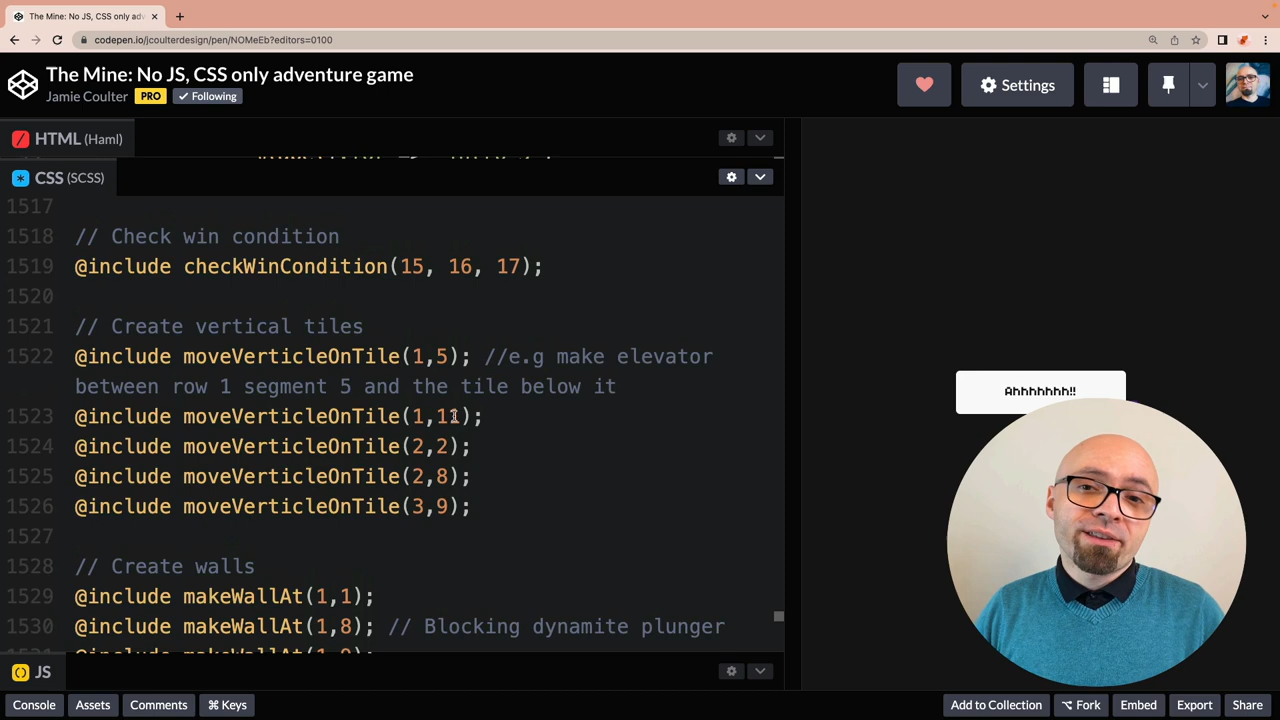 The Mine: No JS, CSS only adv
codepen.io/jcoulterdesign/pen/NOMeEb?editors=0100
The Mine: No JS, CSS only adventure game
Jamie Coulter PRO ✓ Following
Settings
HTML (Haml)
CSS (SCSS)
1517
1518 // Check win condition
1519 @include checkWinCondition(15, 16, 17);
1520
1521 // Create vertical tiles
1522 @include moveVerticleOnTile(1,5); //e.g make elevator
between row 1 segment 5 and the tile below it
1523 @include moveVerticleOnTile(1,11);
1524 @include moveVerticleOnTile(2,2);
1525 @include moveVerticleOnTile(2,8);
1526 @include moveVerticleOnTile(3,9);
1527
1528 // Create walls
1529 @include makeWallAt(1,1);
1530 @include makeWallAt(1,8); // Blocking dynamite plunger
Ahhhhhhh!!
JS
Console Assets Comments ⌘ Keys Add to Collection ⌥ Fork Embed Export Share